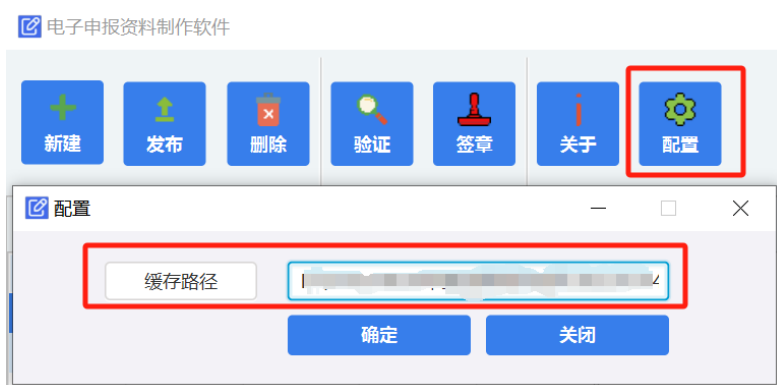 电子申报资料制作软件
新建 发布 删除 验证 签章 关于 配置
配置
缓存路径
确定 关闭